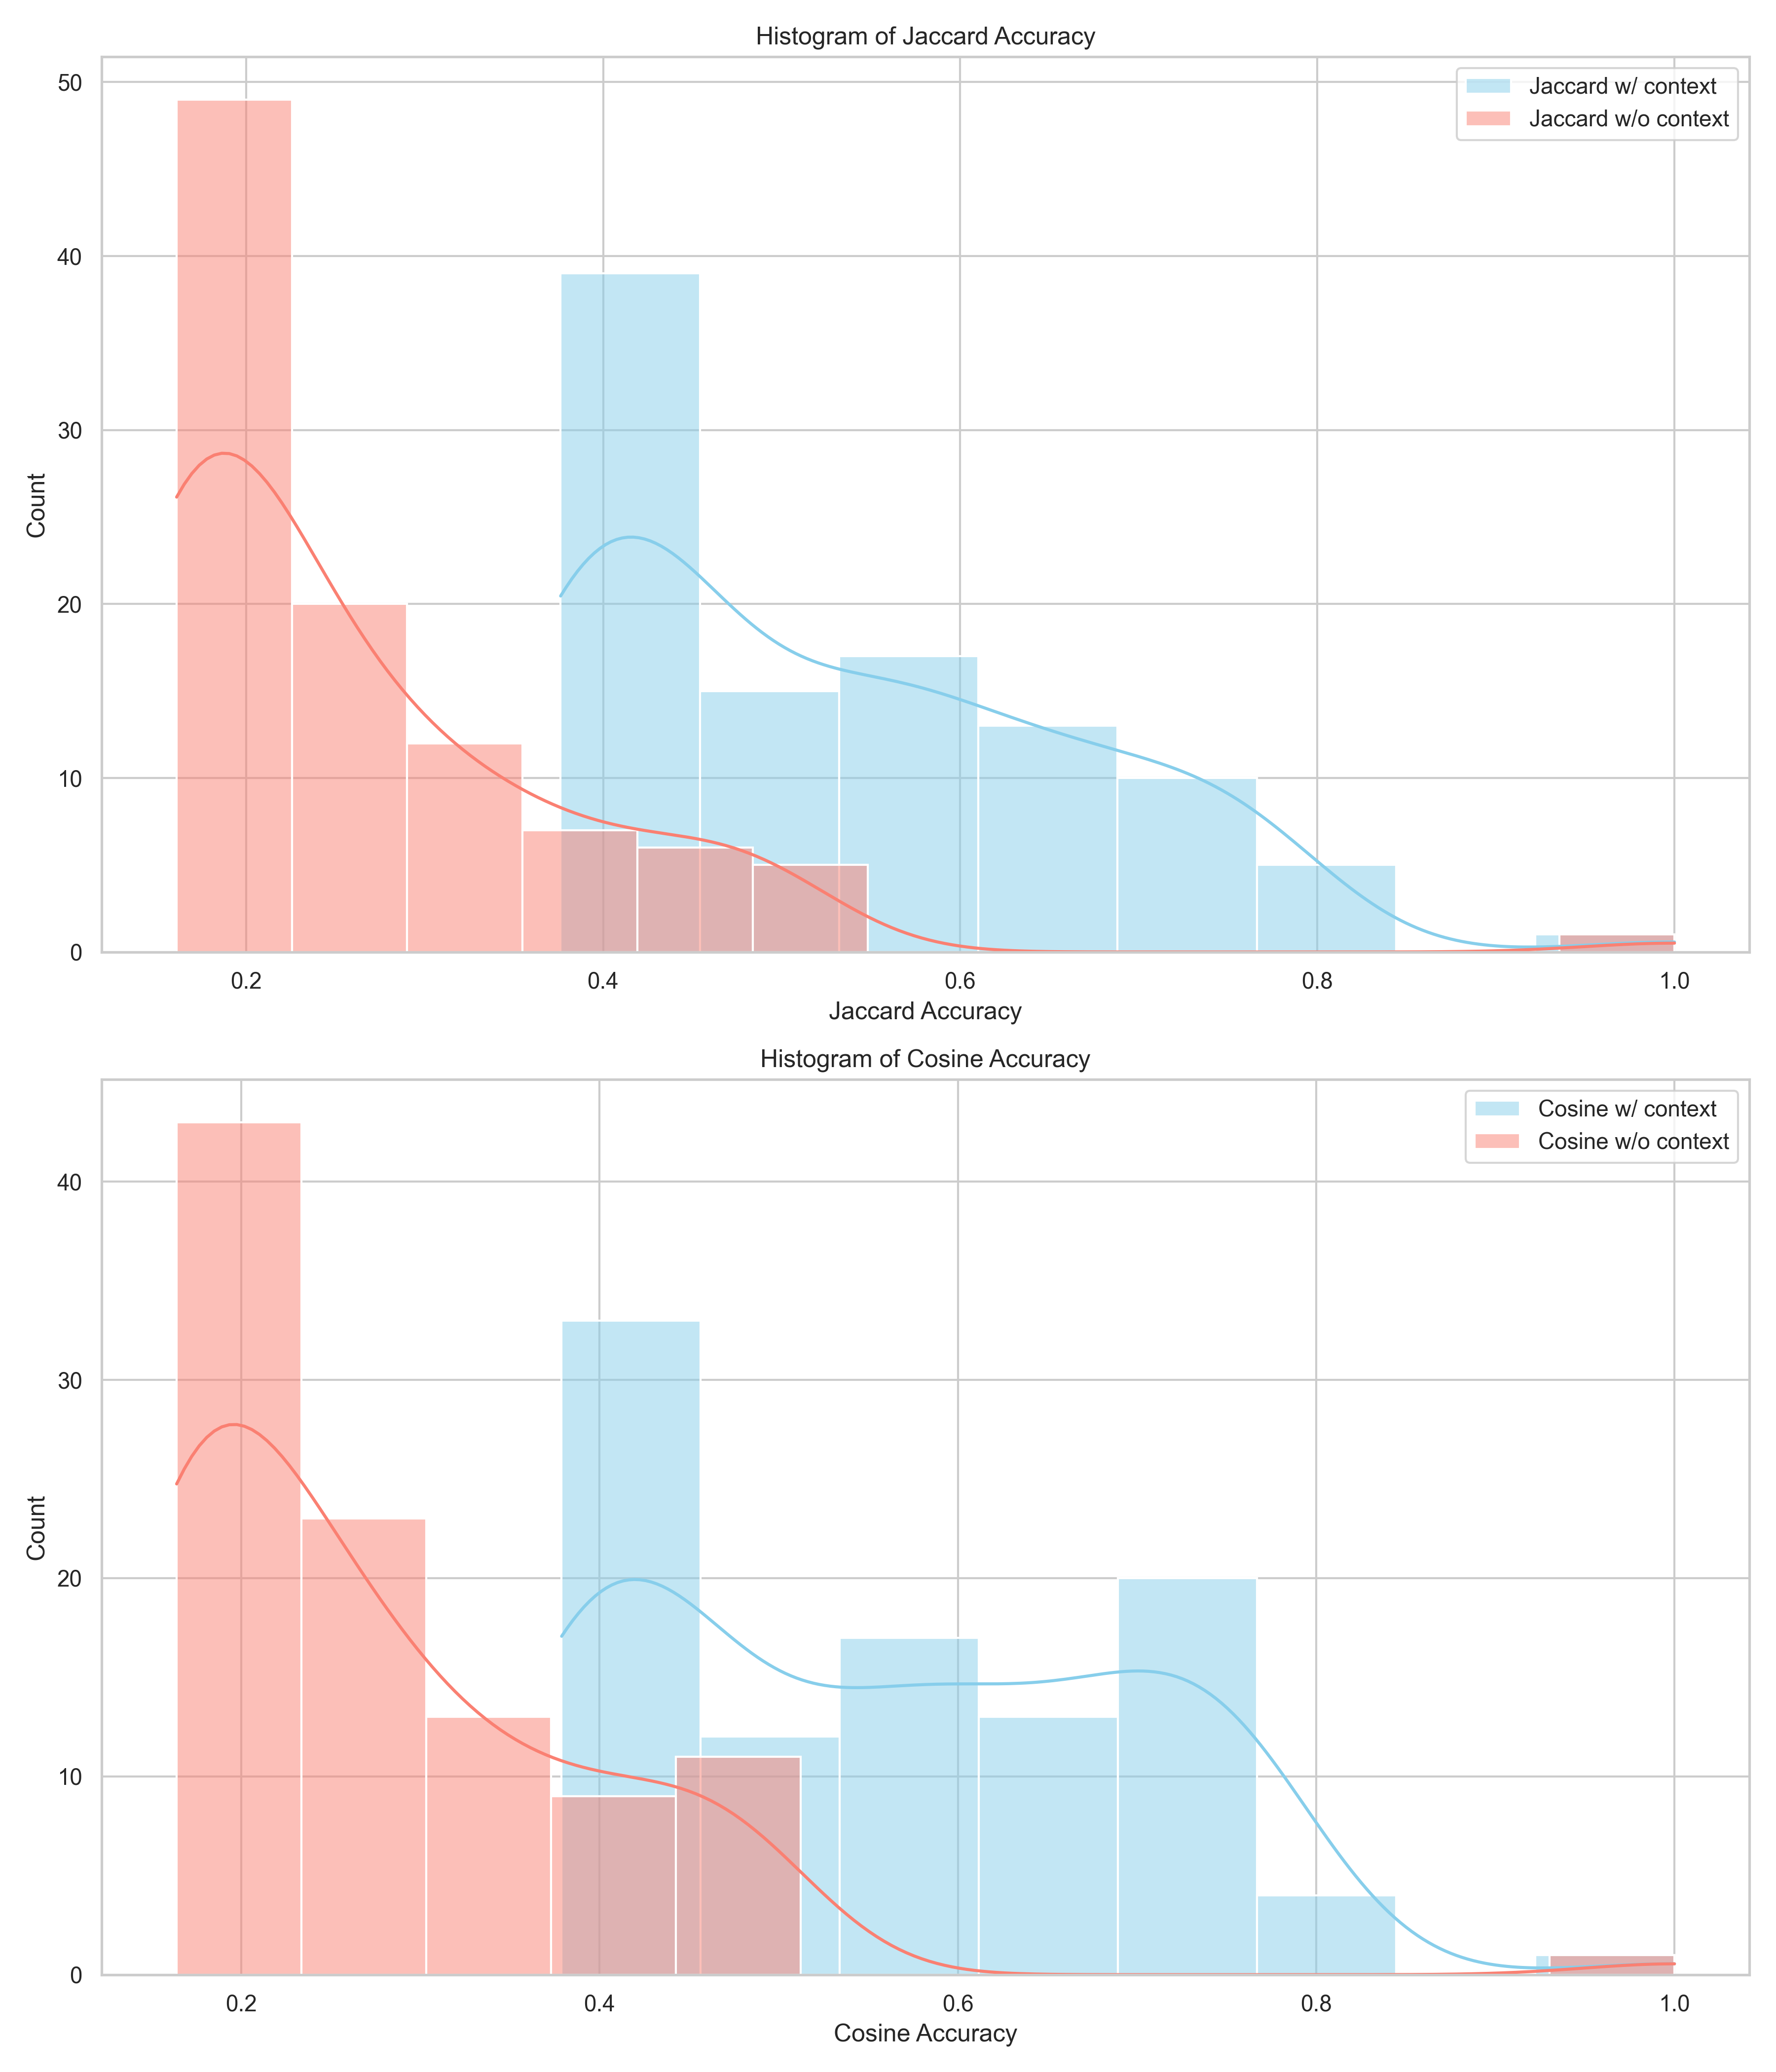 Histogram of Jaccard Accuracy
50
40
30
20
10
0
Count
Jaccard w/ context
Jaccard w/o context
0.2 0.4 0.6 0.8 1.0
Jaccard Accuracy
Histogram of Cosine Accuracy
40
30
20
10
0
Count
Cosine w/ context
Cosine w/o context
0.2 0.4 0.6 0.8 1.0
Cosine Accuracy